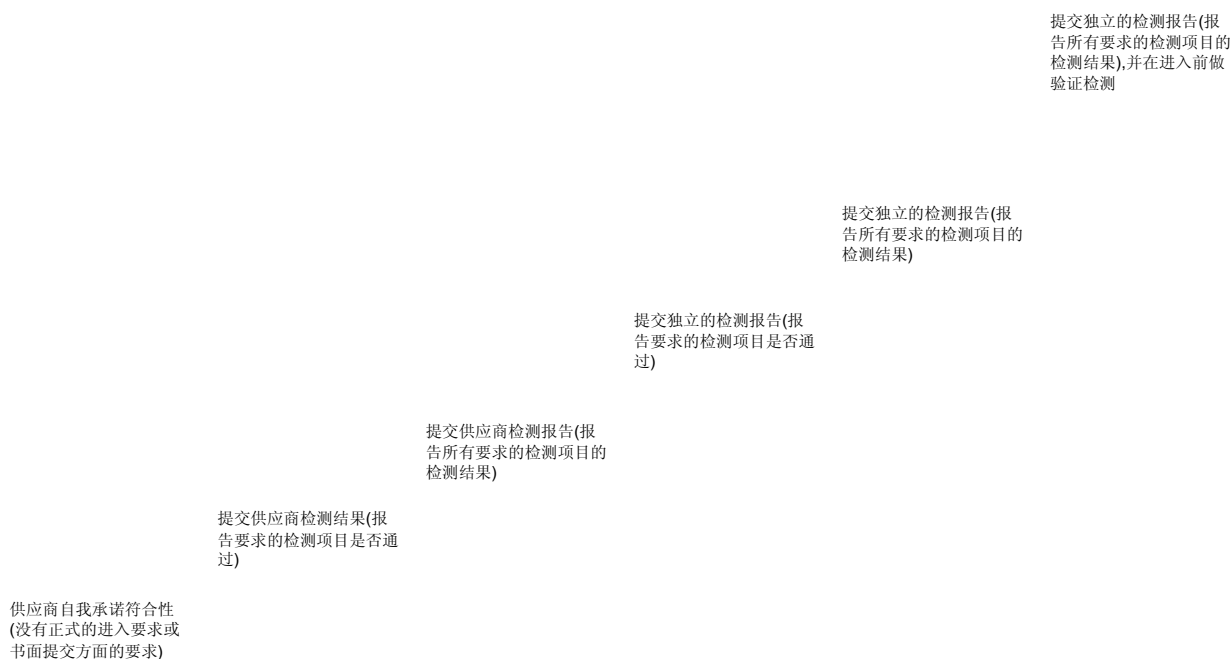 提交独立的检测报告(报
告所有要求的检测项目的
检测结果),并在进入前做
验证检测
提交独立的检测报告(报
告所有要求的检测项目的
检测结果)
提交独立的检测报告(报
告要求的检测项目是否通
过)
提交供应商检测报告(报
告所有要求的检测项目的
检测结果)
提交供应商检测结果(报
告要求的检测项目是否通
过)
供应商自我承诺符合性
(没有正式的进入要求或
书面提交方面的要求)